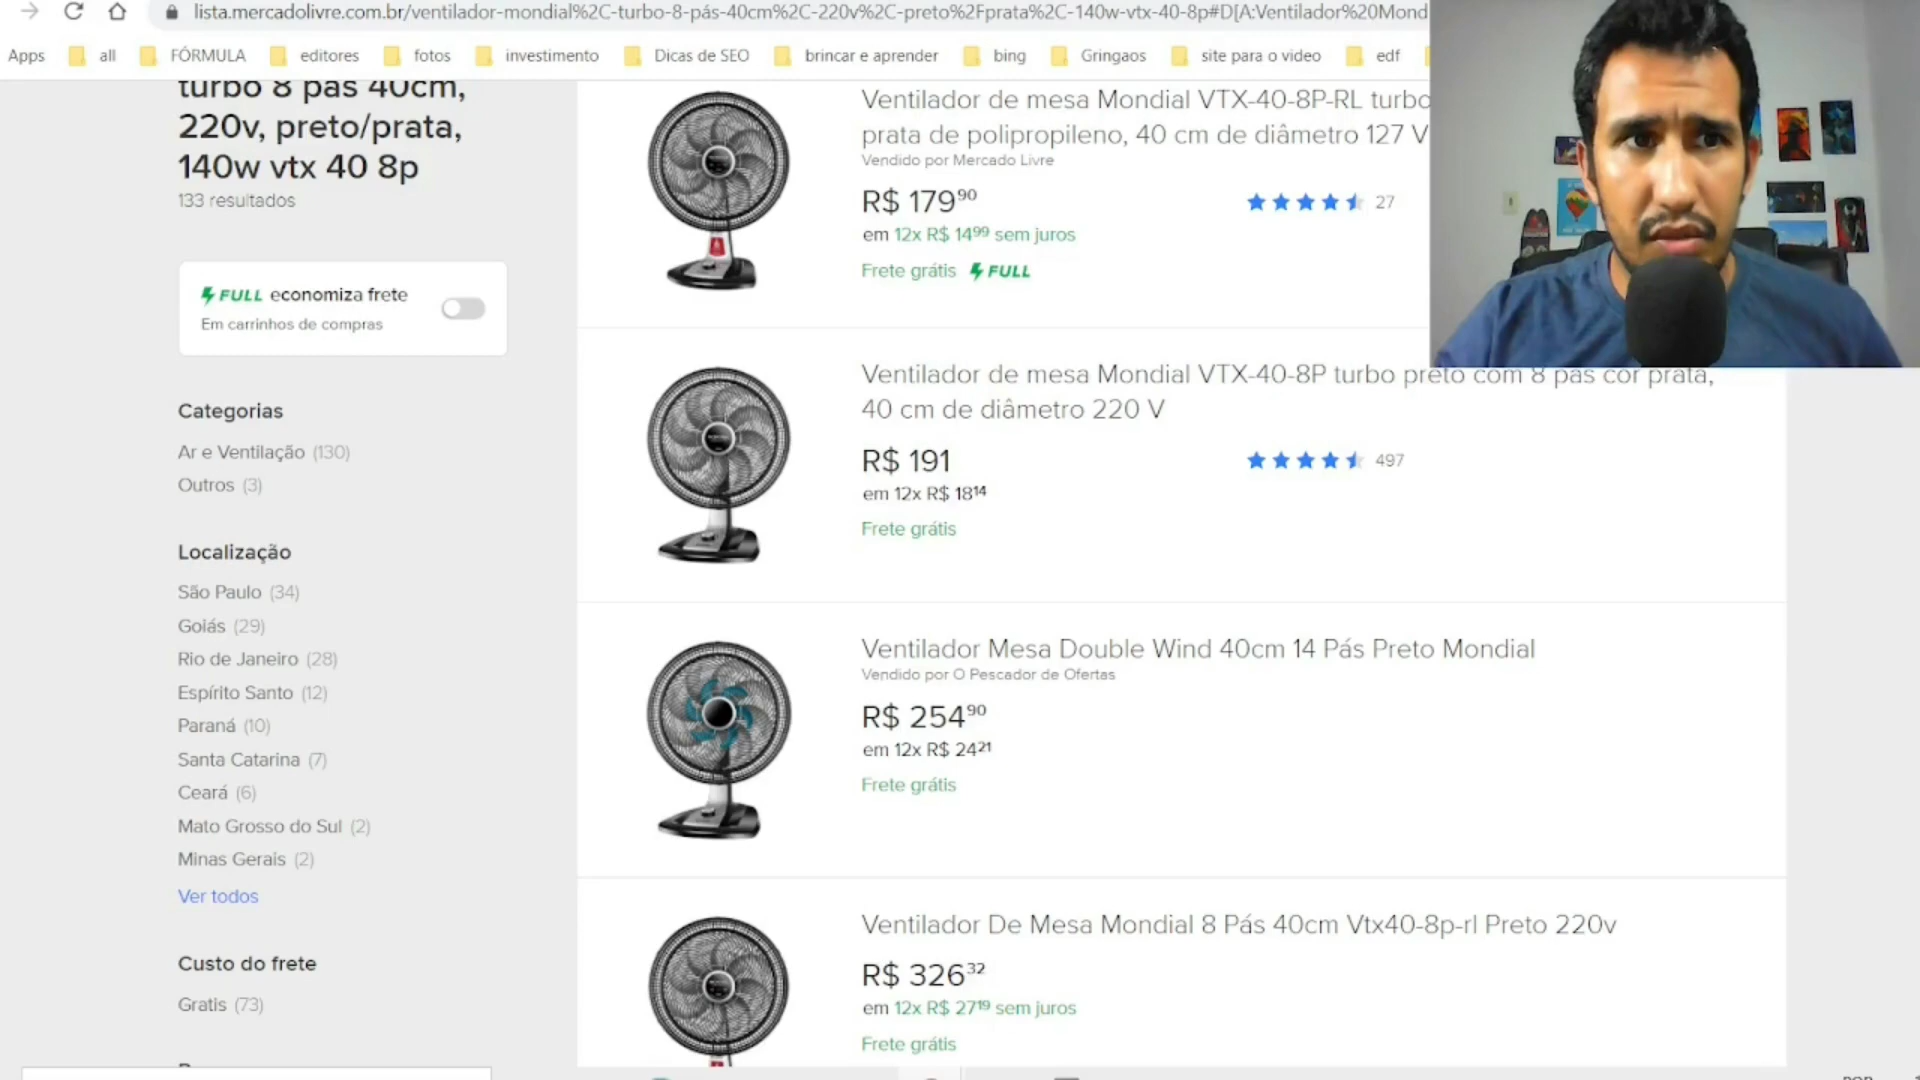 lista.mercadolivre.com.br/ventilador-mondial%2C-turbo-8-pás-40cm%2C-220v%2C-preto%2Fprata%2C-140w-vtx-40-8p#D[A:Ventilador%20Mond
Apps all FÓRMULA editores fotos investimento Dicas de SEO brincar e aprender bing Gringaos site para o video edf
turbo 8 pás 40cm,
220v, preto/prata,
140w vtx 40 8p
133 resultados
FULL economiza frete
Em carrinhos de compras
Categorias
Ar e Ventilação (130)
Outros (3)
Localização
São Paulo (34)
Goiás (29)
Rio de Janeiro (28)
Espírito Santo (12)
Paraná (10)
Santa Catarina (7)
Ceará (6)
Mato Grosso do Sul (2)
Minas Gerais (2)
Ver todos
Custo do frete
Gratis (73)
Ventilador de mesa Mondial VTX-40-8P-RL turbo
prata de polipropileno, 40 cm de diâmetro 127 V
Vendido por Mercado Livre
R$ 179⁹⁰ 27
em 12x R$ 14⁹⁹ sem juros
Frete grátis FULL
Ventilador de mesa Mondial VTX-40-8P turbo preto com 8 pás cor prata,
40 cm de diâmetro 220 V
R$ 191 497
em 12x R$ 18¹⁴
Frete grátis
Ventilador Mesa Double Wind 40cm 14 Pás Preto Mondial
Vendido por O Pescador de Ofertas
R$ 254⁹⁰
em 12x R$ 24²¹
Frete grátis
Ventilador De Mesa Mondial 8 Pás 40cm Vtx40-8p-rl Preto 220v
R$ 326³²
em 12x R$ 27¹⁹ sem juros
Frete grátis